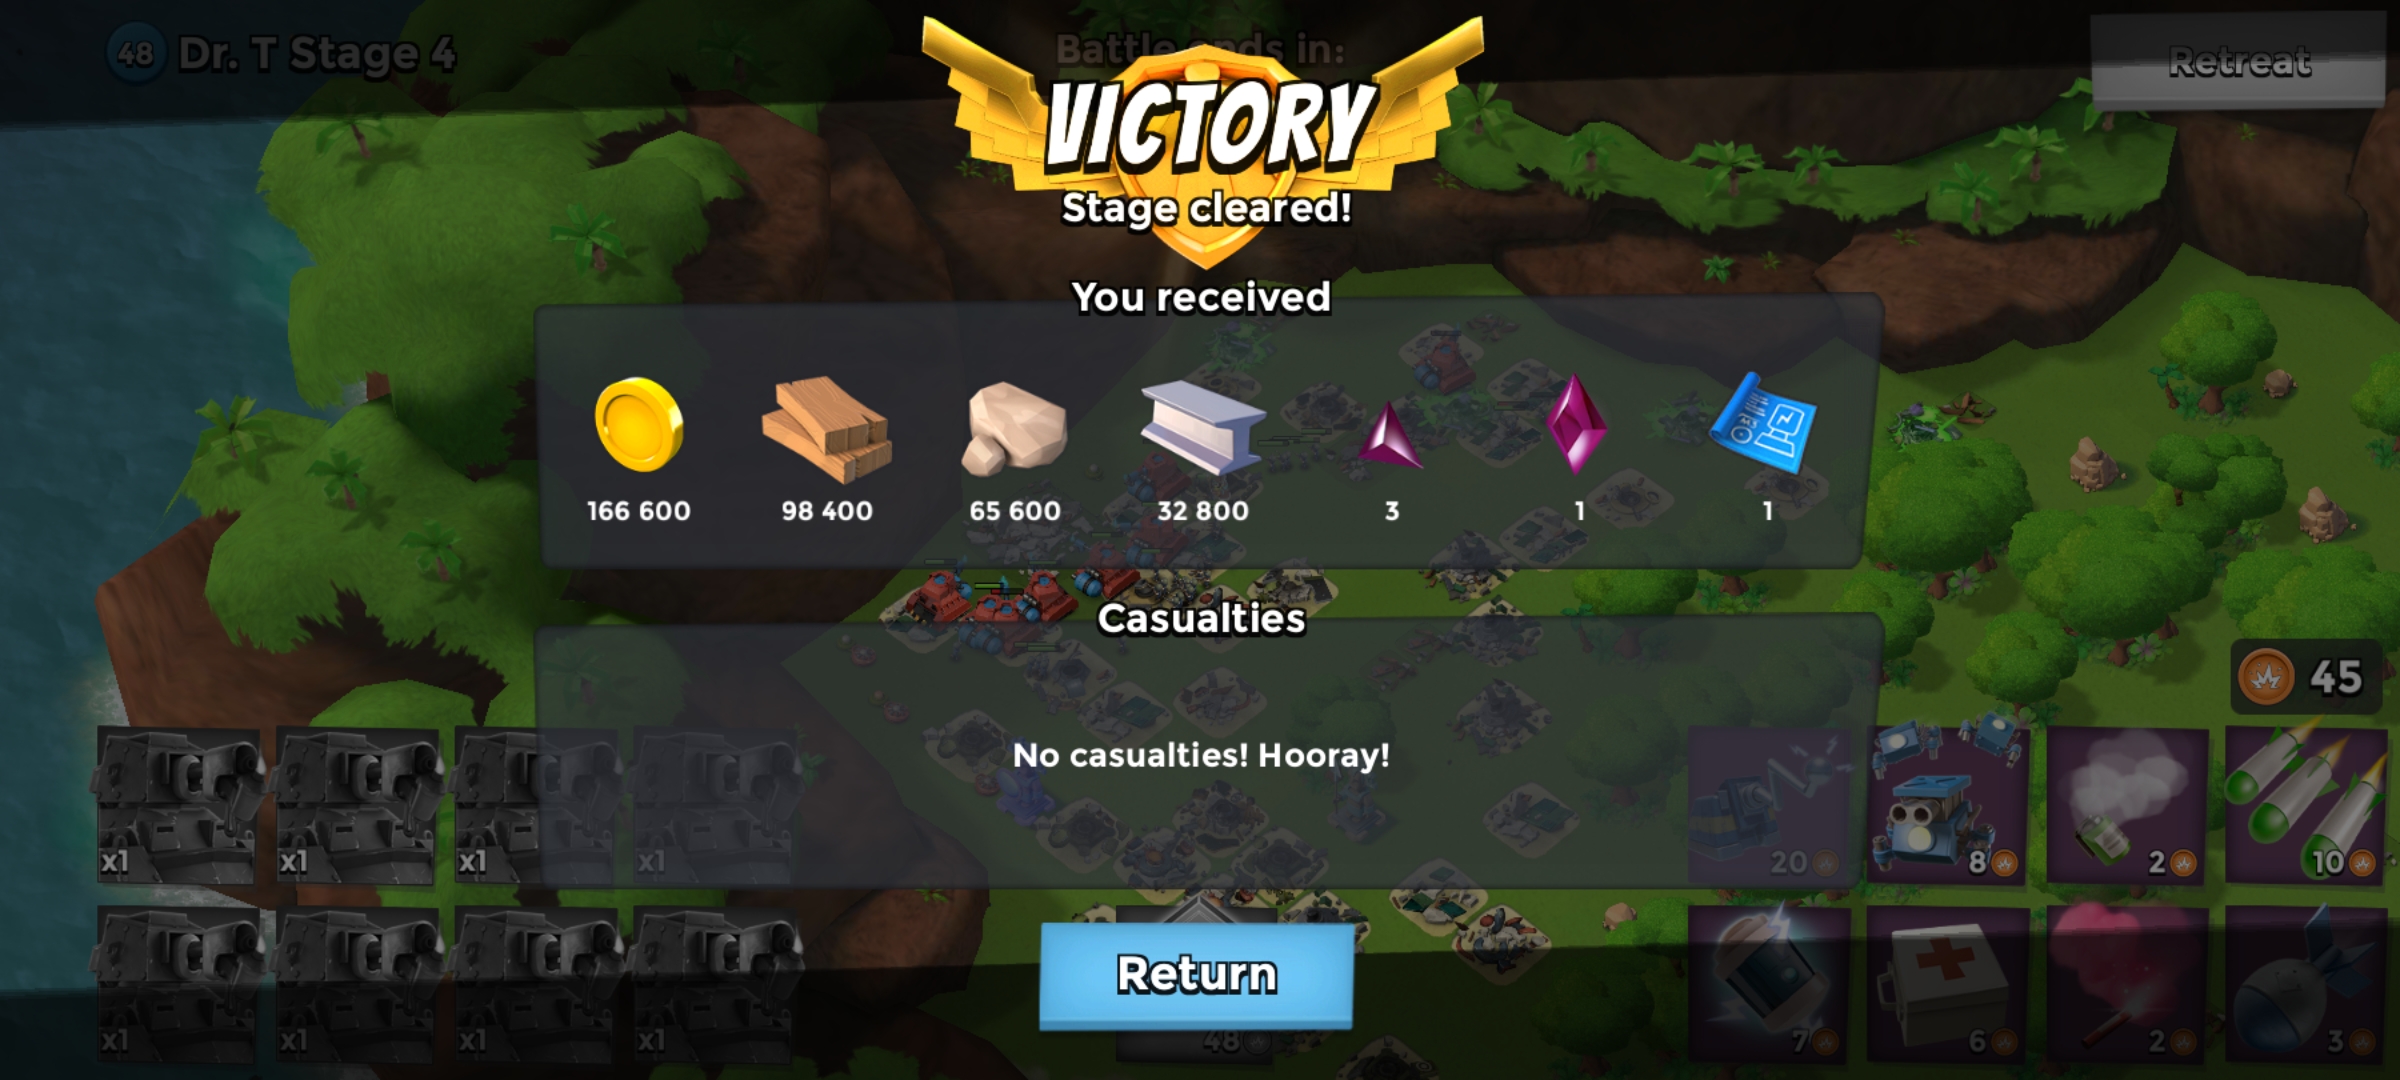 48 Dr. T Stage 4
Battle ends in:
Retreat
VICTORY
Stage cleared!
You received
166 600
98 400
65 600
32 800
3
1
1
Casualties
No casualties! Hooray!
45
x1
x1
x1
x1
20
8
2
10
x1
x1
x1
x1
Return
48
7
6
2
3